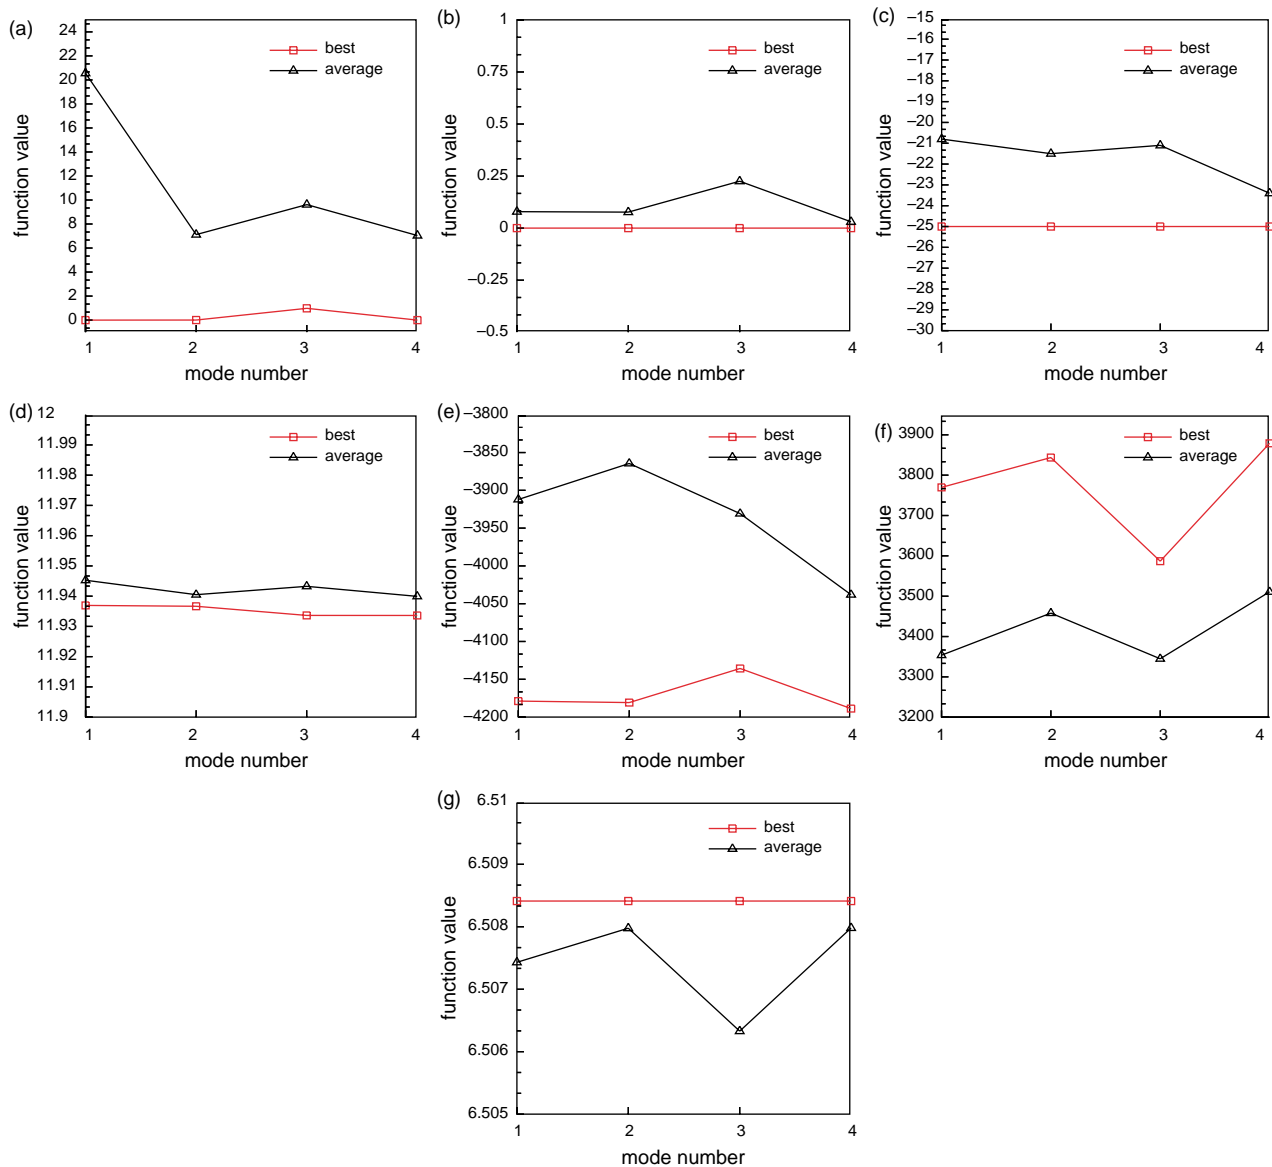 (a)
24
22
20
18
16
14
12
10
8
6
4
2
0
function value
best
average
1 2 3 4
mode number
(b)
1
0.75
0.5
0.25
0
–0.25
–0.5
function value
best
average
1 2 3 4
mode number
(c)
–15
–16
–17
–18
–19
–20
–21
–22
–23
–24
–25
–26
–27
–28
–29
–30
function value
best
average
1 2 3 4
mode number
(d)
12
11.99
11.98
11.97
11.96
11.95
11.94
11.93
11.92
11.91
11.9
function value
best
average
1 2 3 4
mode number
(e)
–3800
–3850
–3900
–3950
–4000
–4050
–4100
–4150
–4200
function value
best
average
1 2 3 4
mode number
(f)
3900
3800
3700
3600
3500
3400
3300
3200
function value
best
average
1 2 3 4
mode number
(g)
6.51
6.509
6.508
6.507
6.506
6.505
function value
best
average
1 2 3 4
mode number